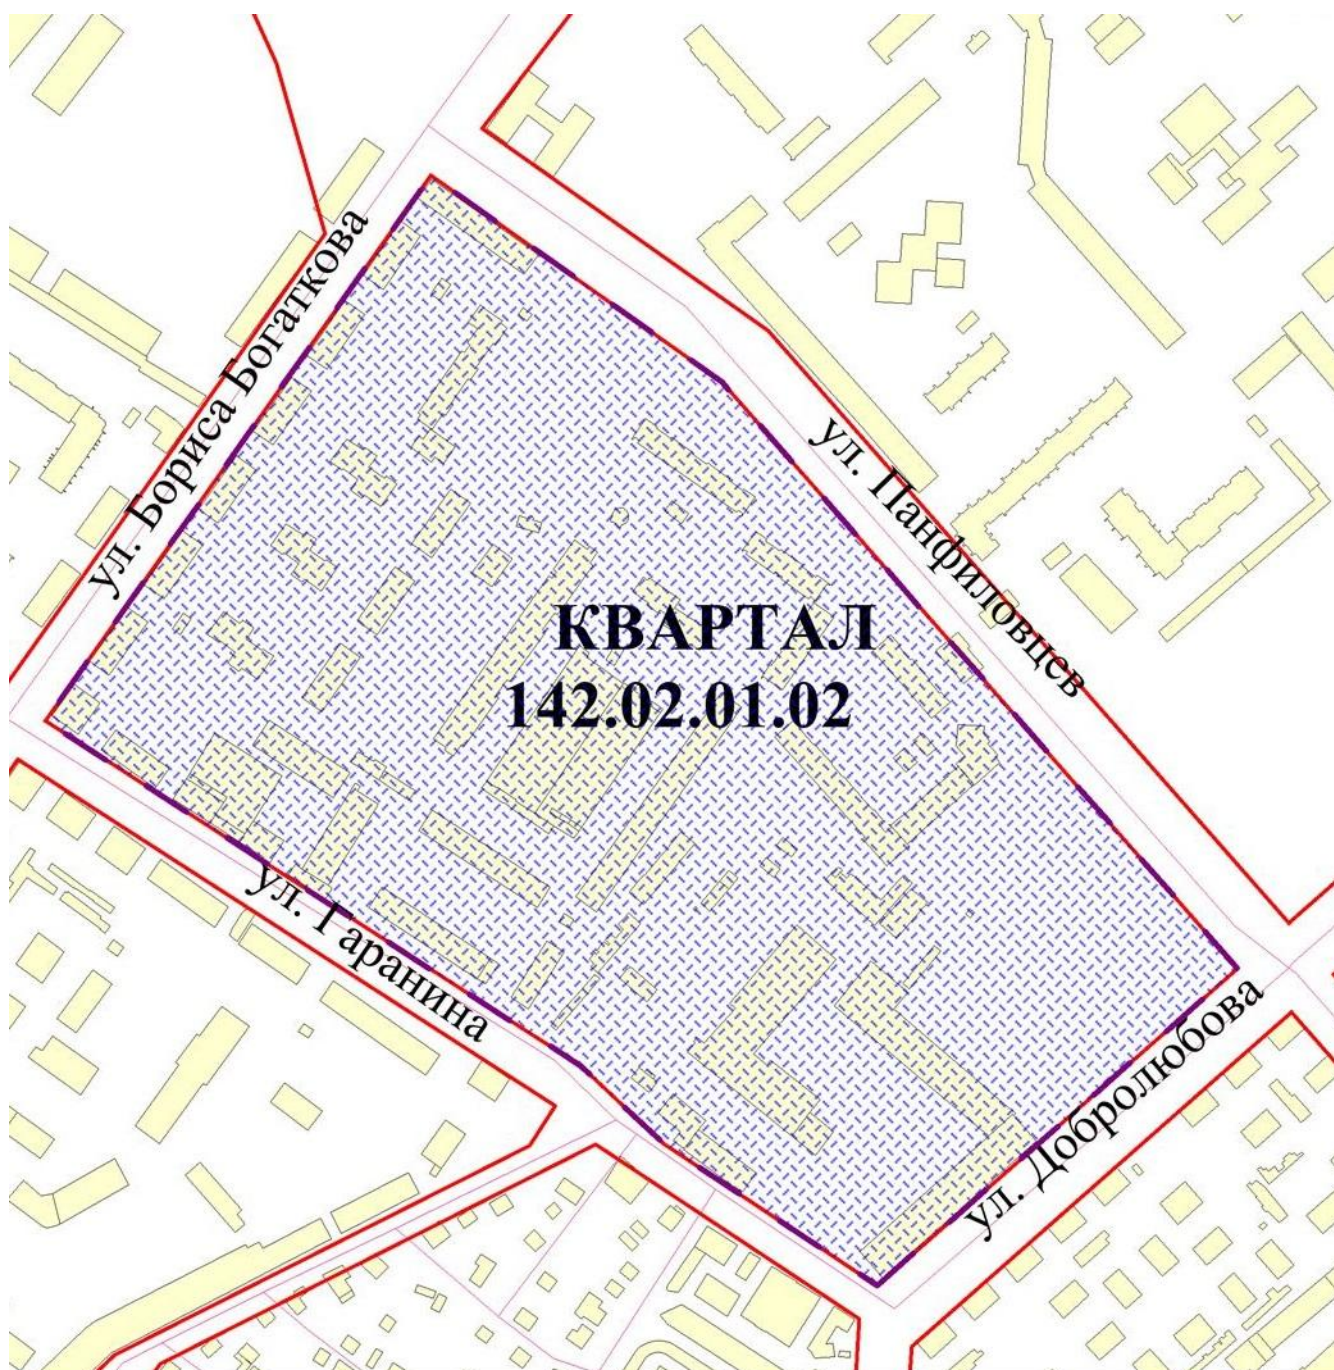 ул. Бориса Богаткова
ул. Панфиловцев
КВАРТАЛ
142.02.01.02
ул. Гаранина
ул. Добролюбова